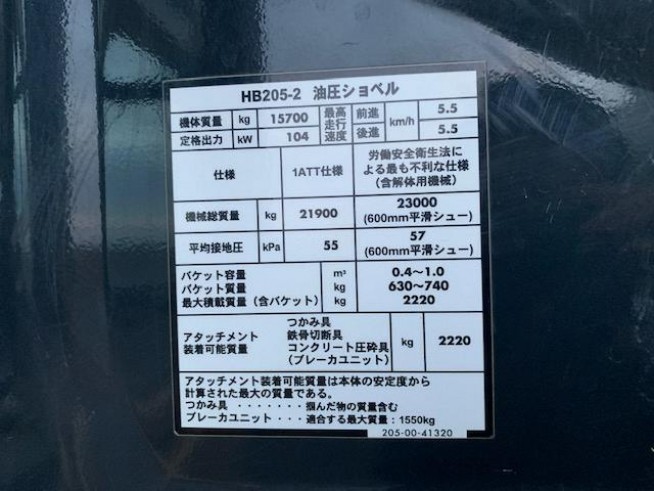 HB205-2 油圧ショベル
機体質量 kg 15700 最高走行速度 前進 km/h 5.5
定格出力 kW 104 後進 5.5
仕様 1ATT仕様 労働安全衛生法による最も不利な仕様(含解体用機械)
機械総質量 kg 21900 23000 (600mm平滑シュー)
平均接地圧 kPa 55 57 (600mm平滑シュー)
バケット容量 m³ 0.4〜1.0
バケット質量 kg 630〜740
最大積載質量(含バケット) kg 2220
アタッチメント装着可能質量 つかみ具 鉄骨切断具 コンクリート圧砕具 (ブレーカユニット) kg 2220
アタッチメント装着可能質量は本体の安定度から
計算された最大の質量である。
つかみ具・・・・・・・掴んだ物の質量含む
ブレーカユニット・・・適合する最大質量:1550kg
205-00-41320